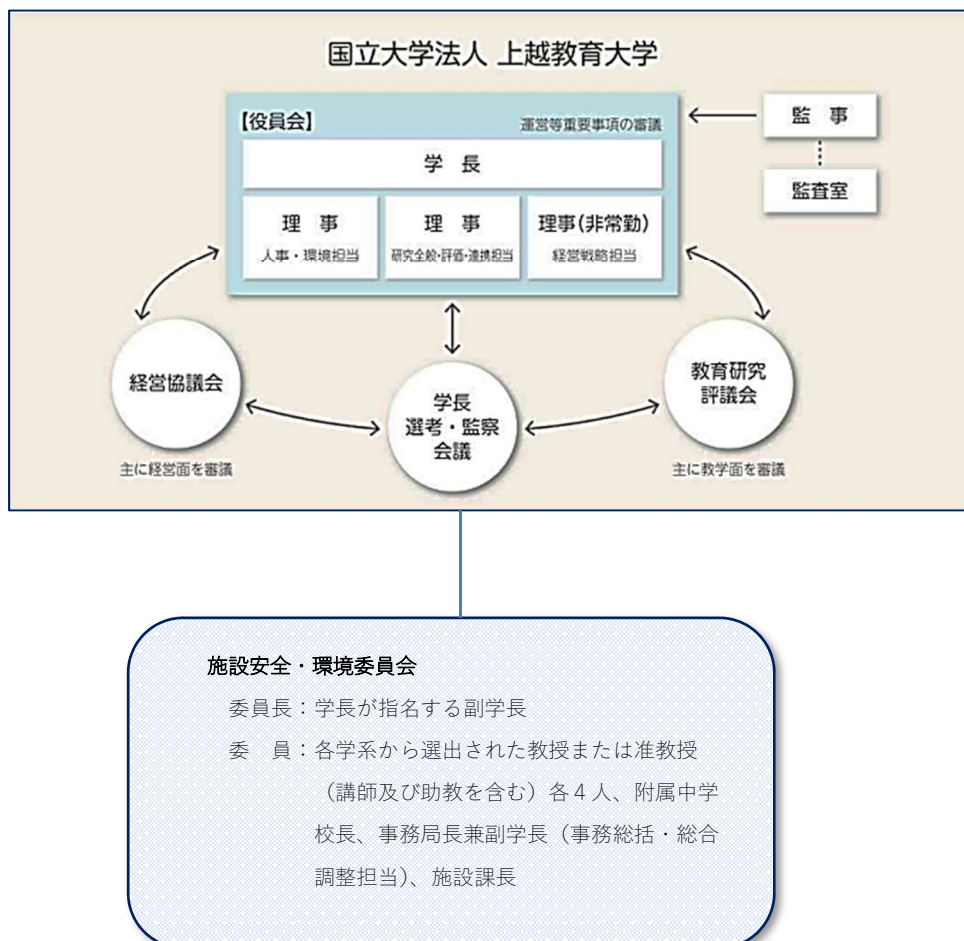 国立大学法人 上越教育大学
【役員会】
運営等重要事項の審議
監　事
学　長
監査室
理　事
理　事
理事(非常勤)
人事・環境担当
研究全般・評価・連携担当
経営戦略担当
経営協議会
学長
選考・監察
会議
教育研究
評議会
主に経営面を審議
主に教学面を審議
施設安全・環境委員会
委員長：学長が指名する副学長
委　員：各学系から選出された教授または准教授
（講師及び助教を含む）各４人、附属中学
校長、事務局長兼副学長（事務総括・総合
調整担当）、施設課長